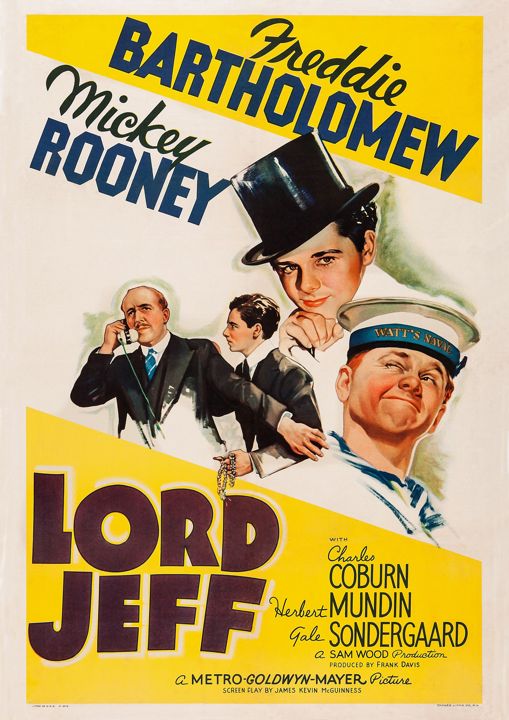 Freddie
BARTHOLOMEW
Mickey
ROONEY
WATT'S NAVAL
LORD
JEFF
WITH
Charles
COBURN
Herbert MUNDIN
Gale SONDERGAARD
A SAM WOOD Production
PRODUCED BY FRANK DAVIS
A METRO-GOLDWYN-MAYER Picture
SCREEN PLAY BY JAMES KEVIN McGUINNESS